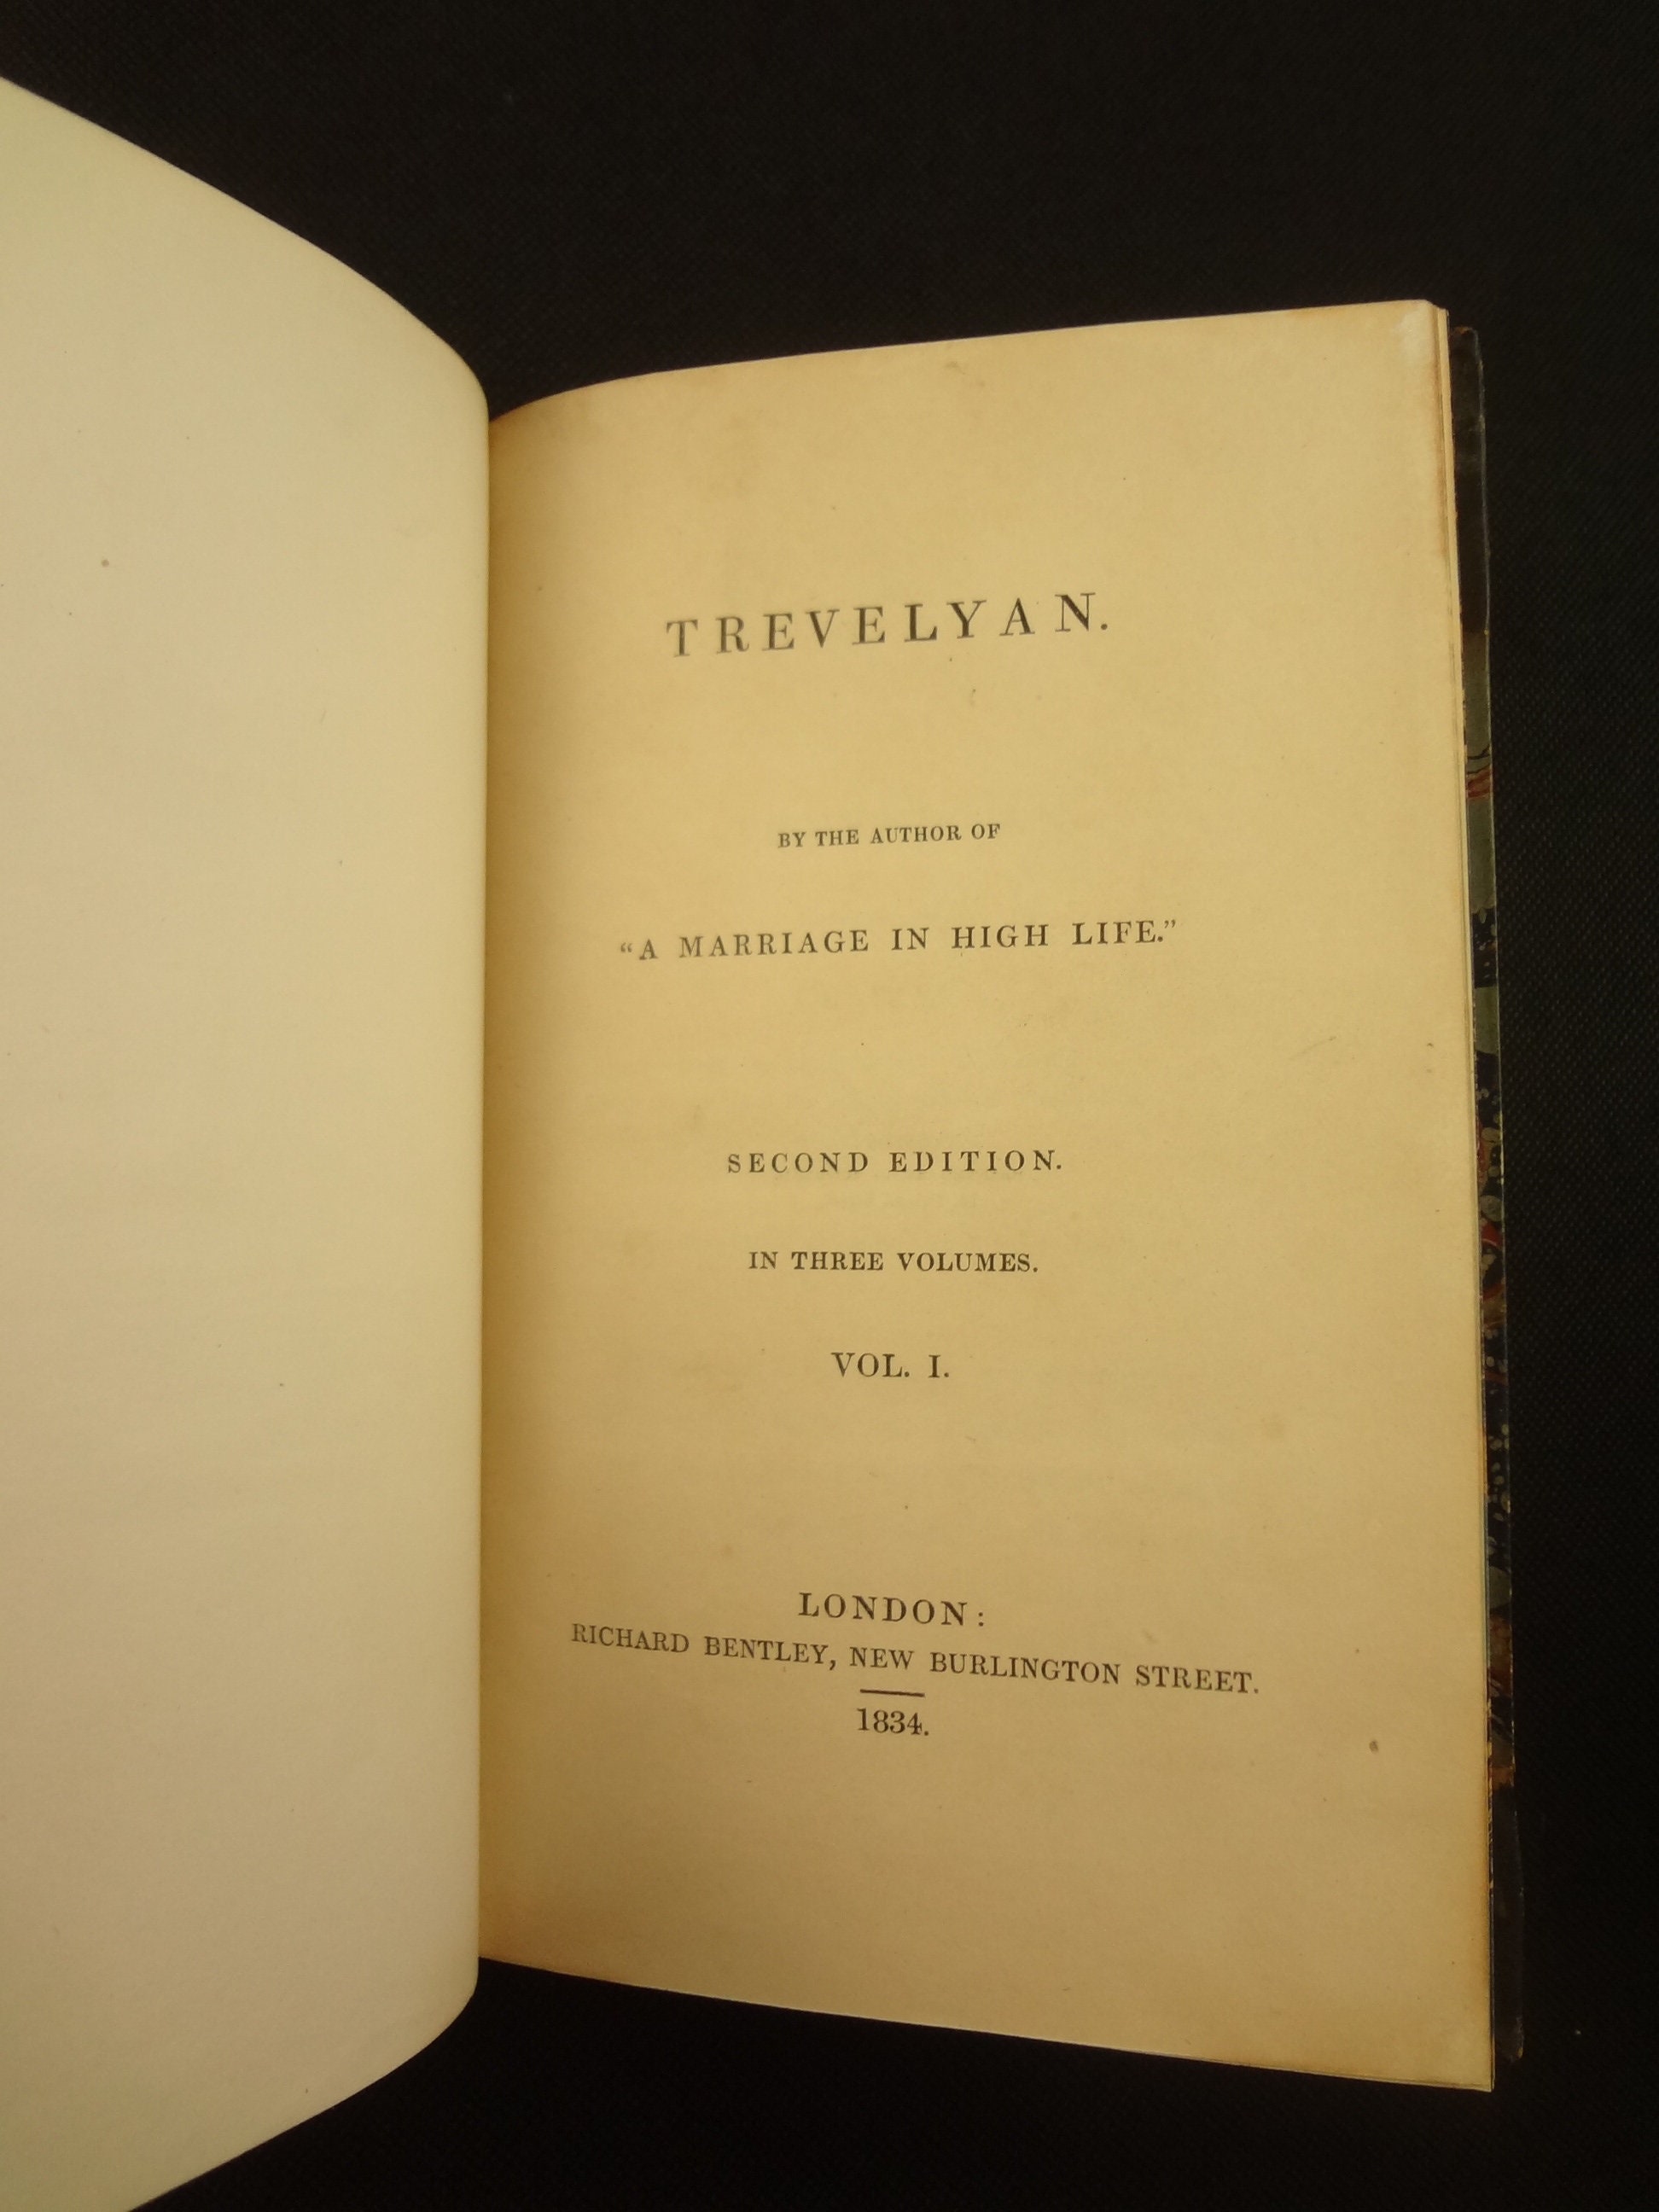 TREVELYAN.
BY THE AUTHOR OF
“A MARRIAGE IN HIGH LIFE.”
SECOND EDITION.
IN THREE VOLUMES.
VOL. I.
LONDON:
RICHARD BENTLEY, NEW BURLINGTON STREET.
1834.